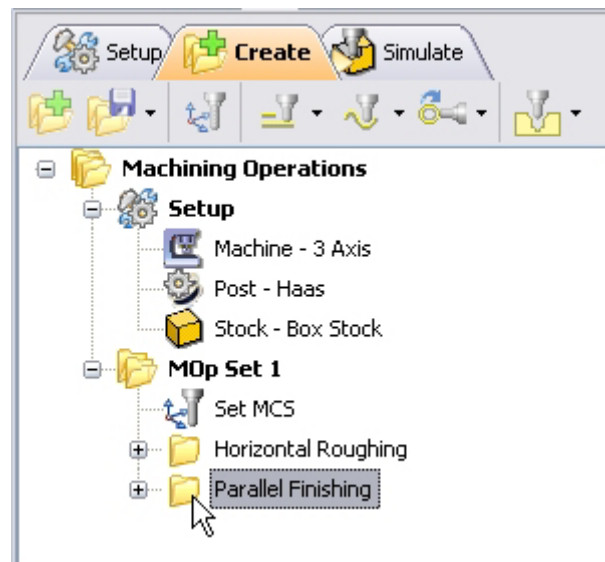 Setup Create Simulate
Machining Operations
Setup
Machine - 3 Axis
Post - Haas
Stock - Box Stock
MOp Set 1
Set MCS
Horizontal Roughing
Parallel Finishing